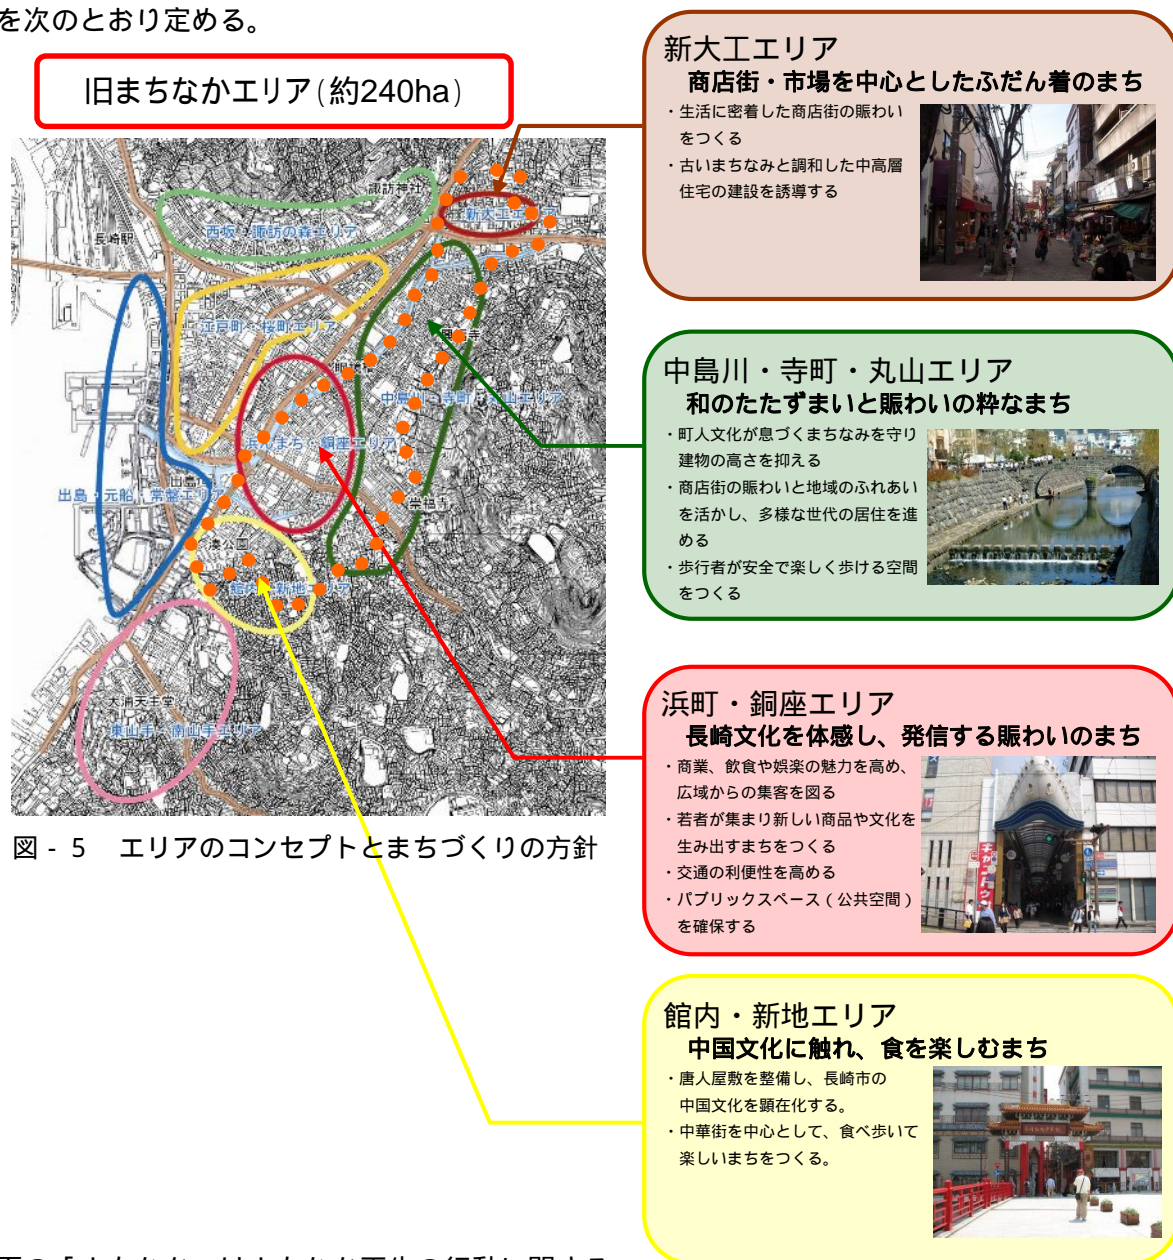 を次のとおり定める。
旧まちなかエリア(約240ha)
諏訪神社
新大工エリア
西坂・諏訪の森エリア
長崎駅
江戸町・桜町エリア
眼鏡橋
興福寺
中島川・寺町・丸山エリア
浜んまち・銅座エリア
出島
出島・元船・常盤エリア
崇福寺
湊公園
館内・新地エリア
大浦天主堂
東山手・南山手エリア
図 - 5 エリアのコンセプトとまちづくりの方針
新大工エリア
商店街・市場を中心としたふだん着のまち
・生活に密着した商店街の賑わい
をつくる
・古いまちなみと調和した中高層
住宅の建設を誘導する
中島川・寺町・丸山エリア
和のたたずまいと賑わいの粋なまち
・町人文化が息づくまちなみを守り
建物の高さを抑える
・商店街の賑わいと地域のふれあい
を活かし、多様な世代の居住を進
める
・歩行者が安全で楽しく歩ける空間
をつくる
浜町・銅座エリア
長崎文化を体感し、発信する賑わいのまち
・商業、飲食や娯楽の魅力を高め、
広域からの集客を図る
・若者が集まり新しい商品や文化を
生み出すまちをつくる
・交通の利便性を高める
・パブリックスペース(公共空間)
を確保する
館内・新地エリア
中国文化に触れ、食を楽しむまち
・唐人屋敷を整備し、長崎市の
中国文化を顕在化する。
・中華街を中心として、食べ歩いて
楽しいまちをつくる。